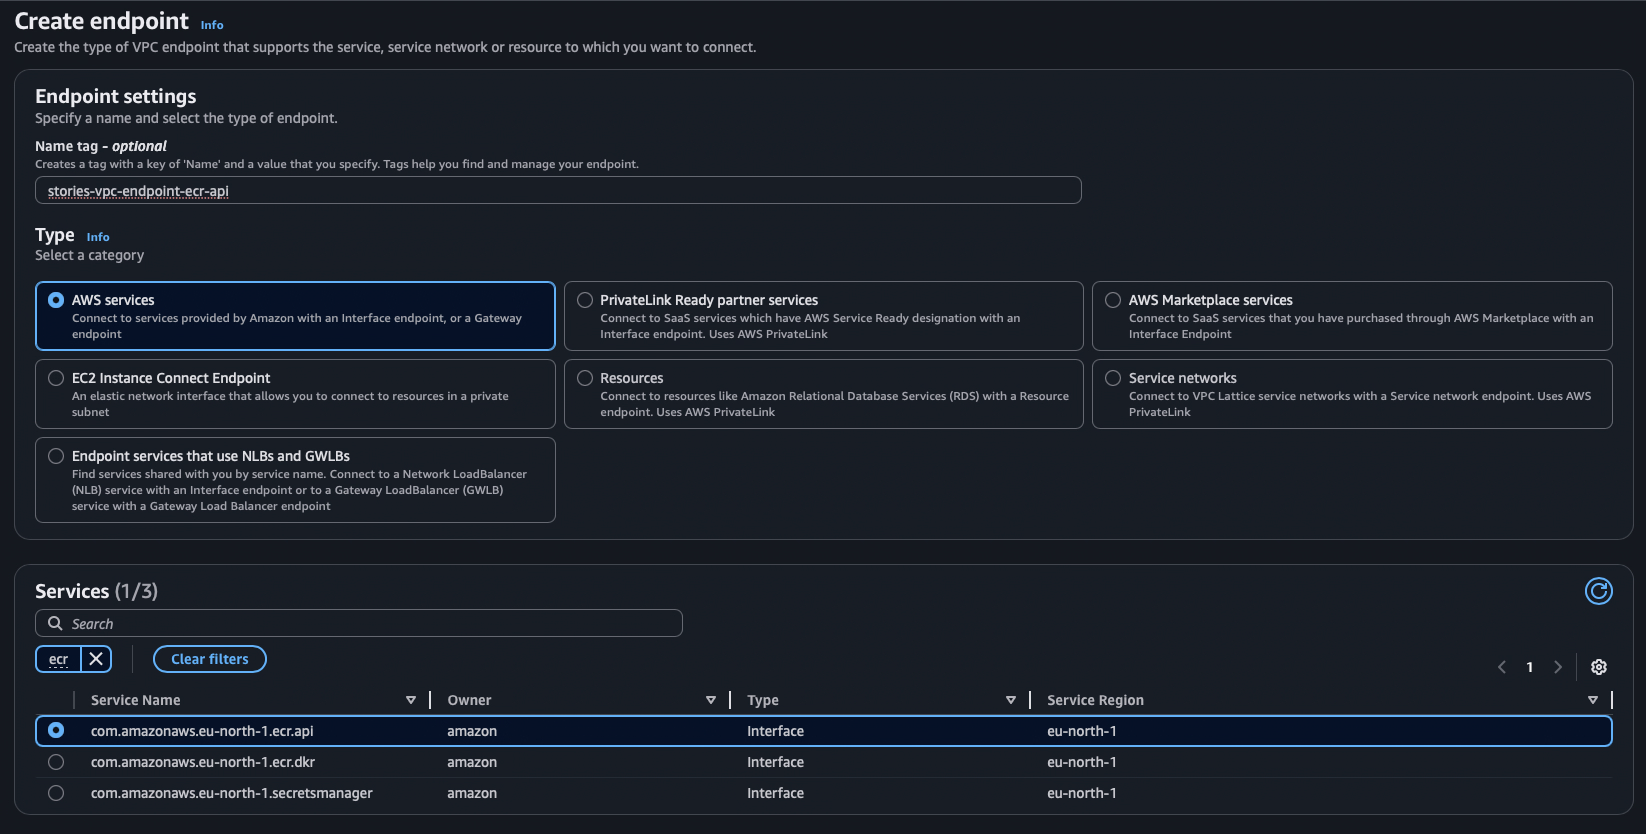 Create endpoint Info
Create the type of VPC endpoint that supports the service, service network or resource to which you want to connect.
Endpoint settings
Specify a name and select the type of endpoint.
Name tag - optional
Creates a tag with a key of 'Name' and a value that you specify. Tags help you find and manage your endpoint.
stories-vpc-endpoint-ecr-api
Type Info
Select a category
AWS services
Connect to services provided by Amazon with an Interface endpoint, or a Gateway
endpoint
PrivateLink Ready partner services
Connect to SaaS services which have AWS Service Ready designation with an
Interface endpoint. Uses AWS PrivateLink
AWS Marketplace services
Connect to SaaS services that you have purchased through AWS Marketplace with an
Interface Endpoint
EC2 Instance Connect Endpoint
An elastic network interface that allows you to connect to resources in a private
subnet
Resources
Connect to resources like Amazon Relational Database Services (RDS) with a Resource
endpoint. Uses AWS PrivateLink
Service networks
Connect to VPC Lattice service networks with a Service network endpoint. Uses AWS
PrivateLink
Endpoint services that use NLBs and GWLBs
Find services shared with you by service name. Connect to a Network LoadBalancer
(NLB) service with an Interface endpoint or to a Gateway LoadBalancer (GWLB)
service with a Gateway Load Balancer endpoint
Services (1/3)
Search
ecr Clear filters
1
Service Name Owner Type Service Region
com.amazonaws.eu-north-1.ecr.api amazon Interface eu-north-1
com.amazonaws.eu-north-1.ecr.dkr amazon Interface eu-north-1
com.amazonaws.eu-north-1.secretsmanager amazon Interface eu-north-1